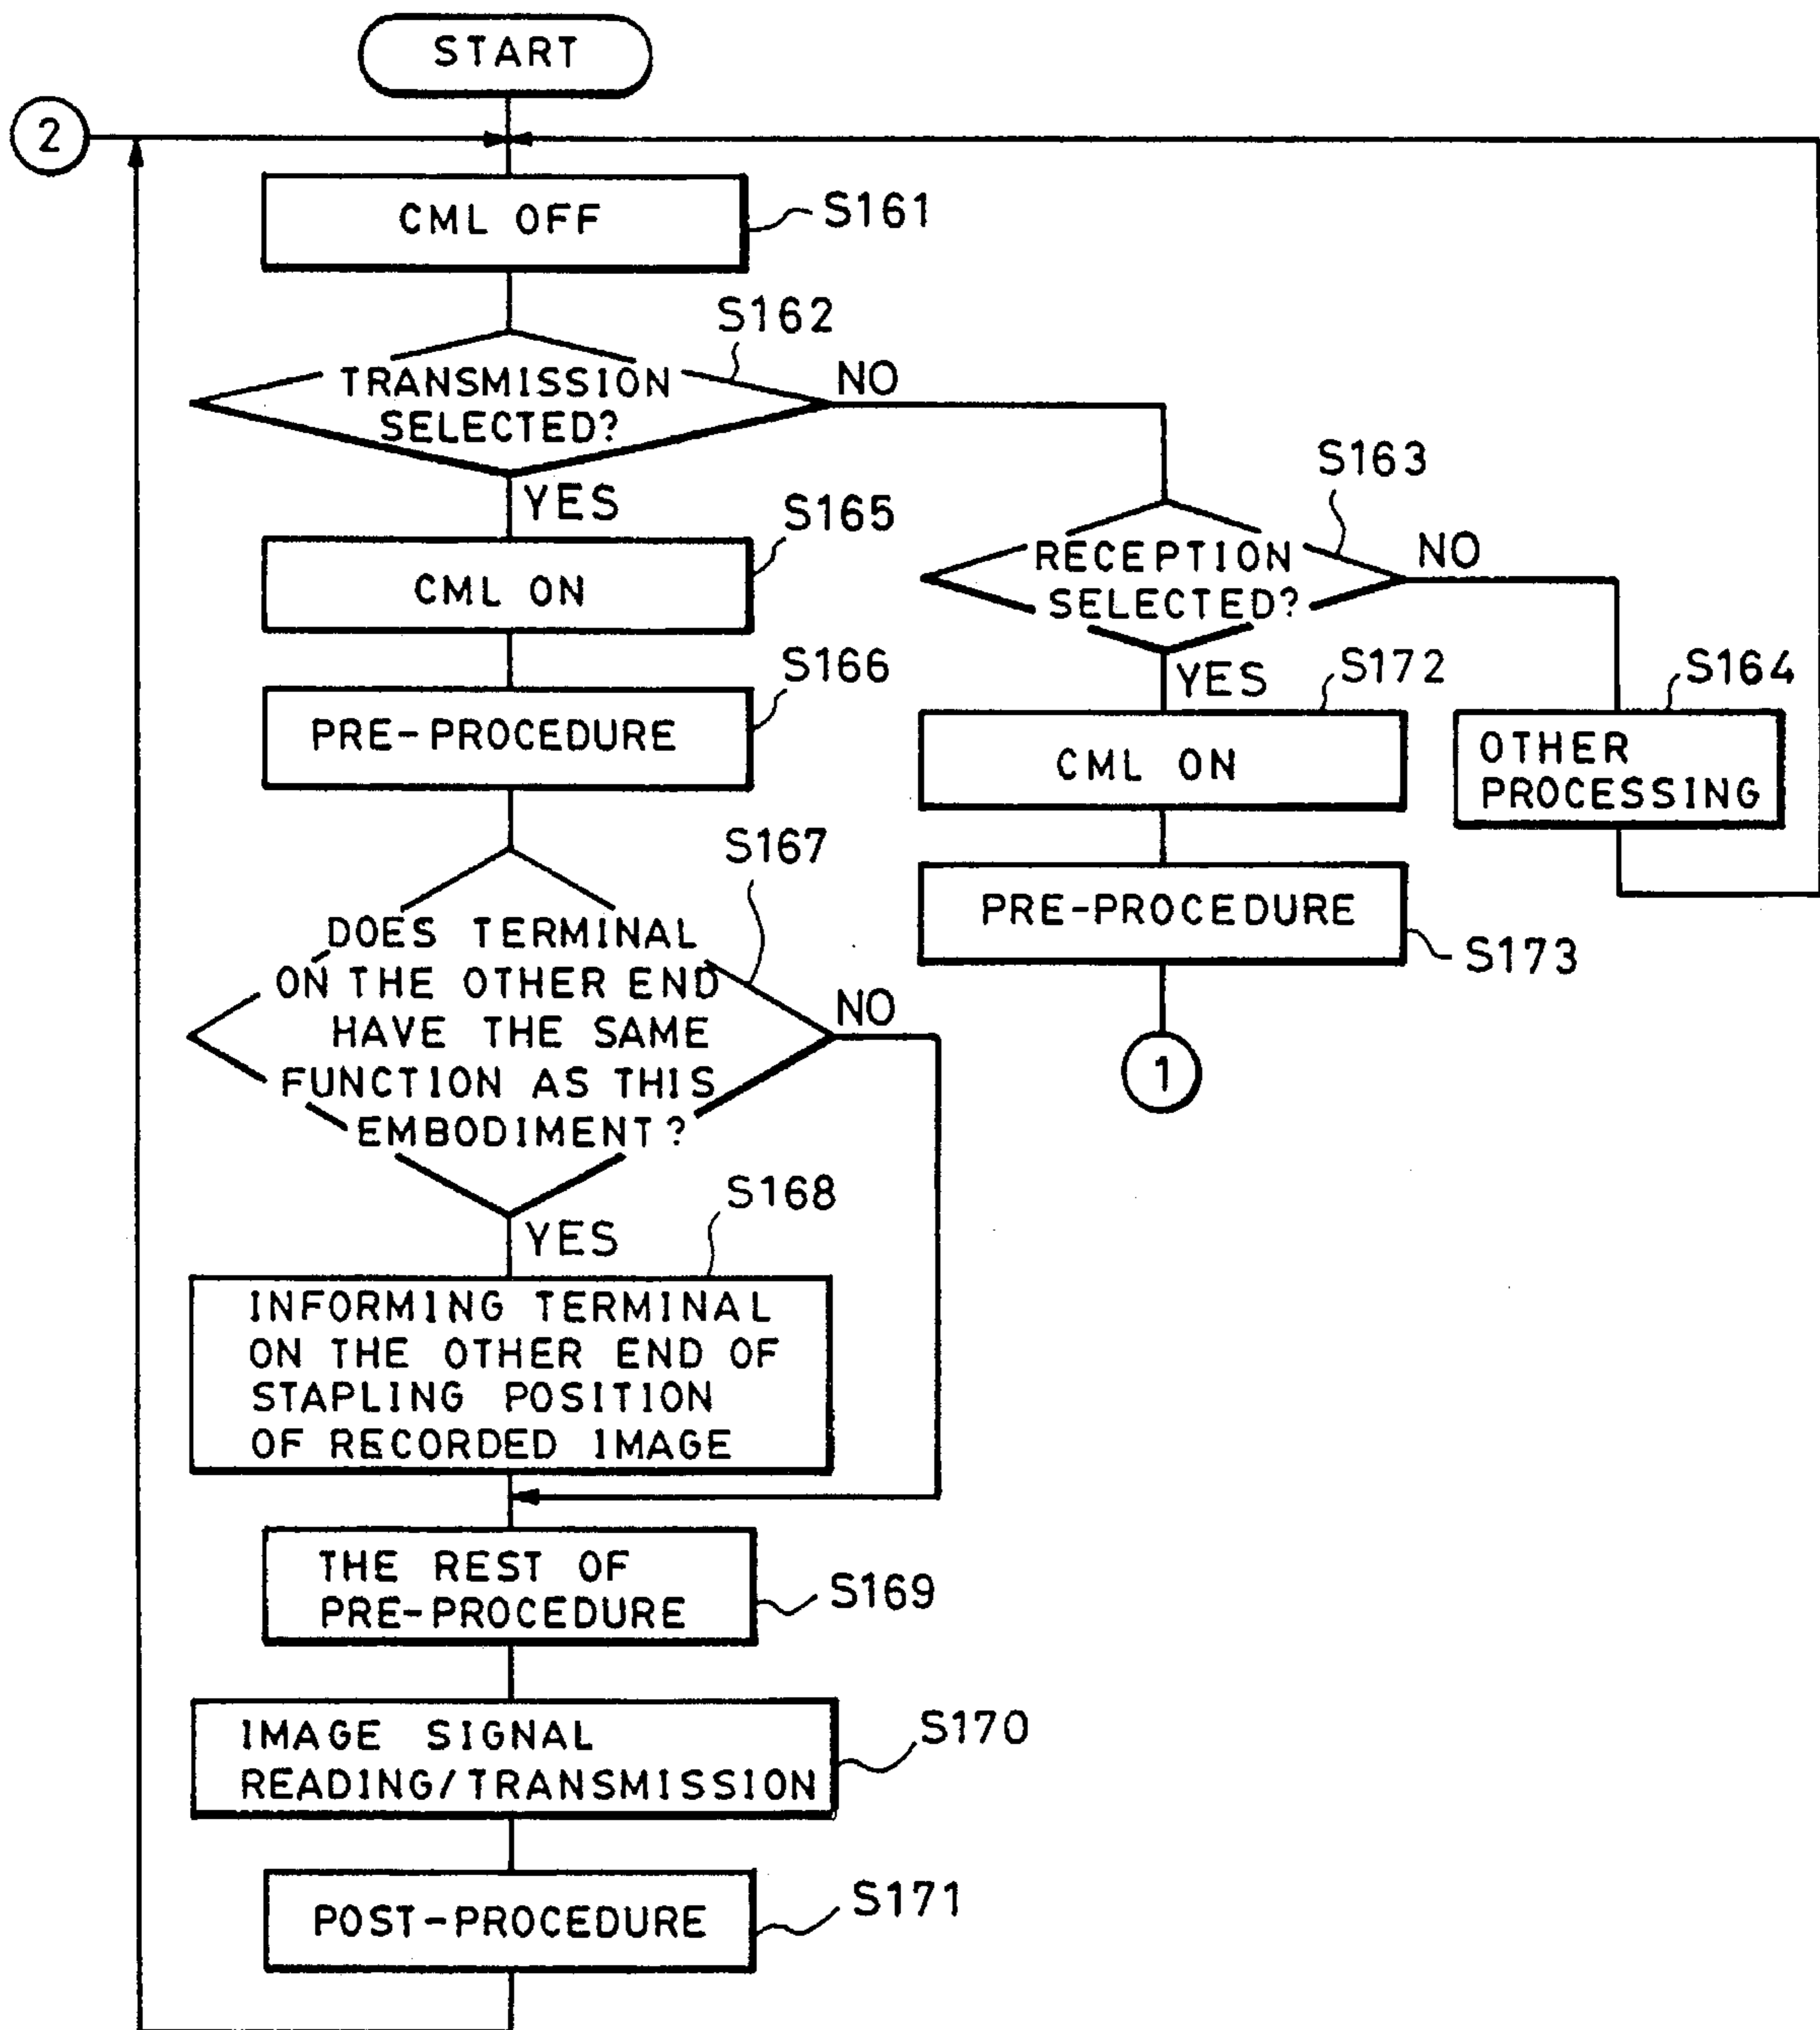 START
2
CML OFF
S161
S162
TRANSMISSION
SELECTED?
NO
YES
S163
S165
RECEPTION
SELECTED?
NO
CML ON
YES
S166
S172
S164
PRE-PROCEDURE
CML ON
OTHER
PROCESSING
S167
PRE-PROCEDURE
S173
DOES TERMINAL
ON THE OTHER END
HAVE THE SAME
FUNCTION AS THIS
EMBODIMENT?
NO
1
YES
S168
INFORMING TERMINAL
ON THE OTHER END OF
STAPLING POSITION
OF RECORDED IMAGE
THE REST OF
PRE-PROCEDURE
S169
IMAGE SIGNAL
READING/TRANSMISSION
S170
POST-PROCEDURE
S171